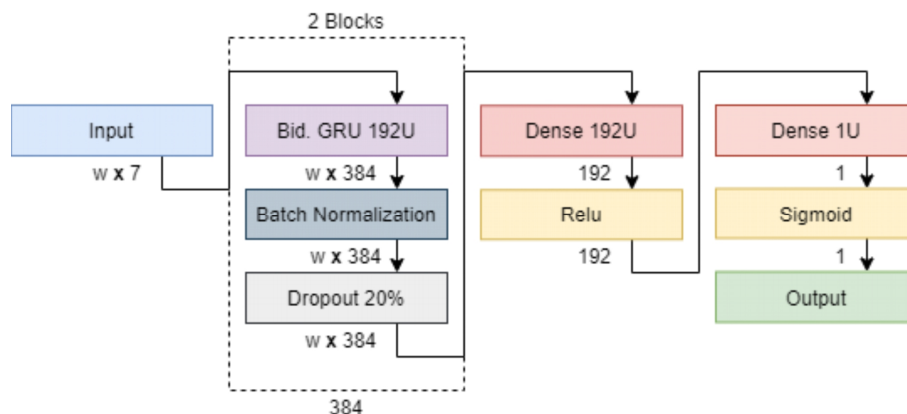 2 Blocks
Input
w x 7
Bid. GRU 192U
w x 384
Batch Normalization
w x 384
Dropout 20%
w x 384
384
Dense 192U
192
Relu
192
Dense 1U
1
Sigmoid
1
Output